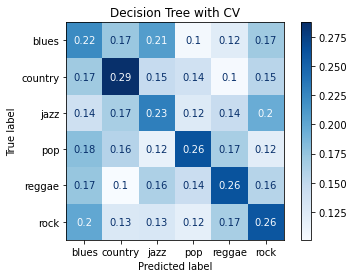 Decision Tree with CV
blues 0.22 0.17 0.21 0.1 0.12 0.17
country 0.17 0.29 0.15 0.14 0.1 0.15
jazz 0.14 0.17 0.23 0.12 0.14 0.2
pop 0.18 0.16 0.12 0.26 0.17 0.12
reggae 0.17 0.1 0.16 0.14 0.26 0.16
rock 0.2 0.13 0.13 0.12 0.17 0.26
blues country jazz pop reggae rock
Predicted label
True label
0.275
0.250
0.225
0.200
0.175
0.150
0.125